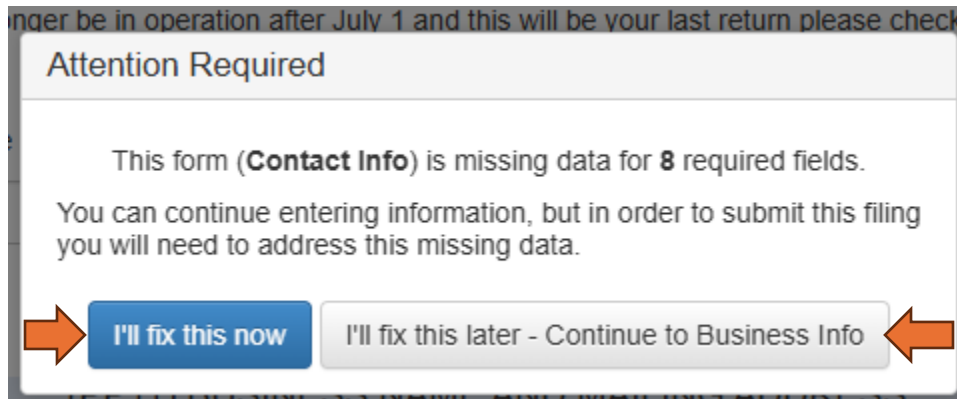 onger be in operation after July 1 and this will be your last return please check
Attention Required
This form (Contact Info) is missing data for 8 required fields.
You can continue entering information, but in order to submit this filing
you will need to address this missing data.
I'll fix this now
I'll fix this later - Continue to Business Info